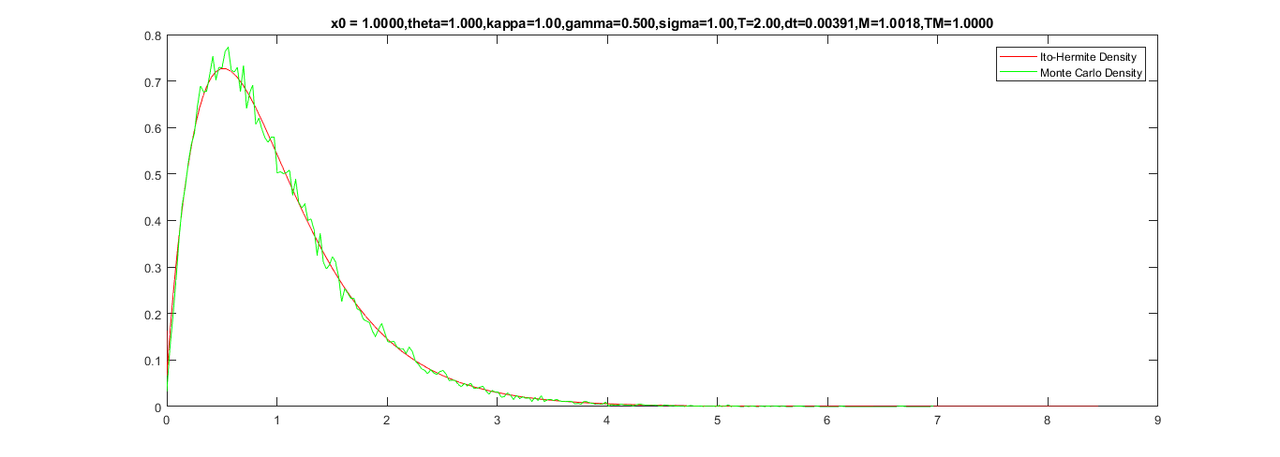 x0 = 1.0000,theta=1.000,kappa=1.00,gamma=0.500,sigma=1.00,T=2.00,dt=0.00391,M=1.0018,TM=1.0000
Ito-Hermite Density
Monte Carlo Density
0.8
0.7
0.6
0.5
0.4
0.3
0.2
0.1
0
0 1 2 3 4 5 6 7 8 9